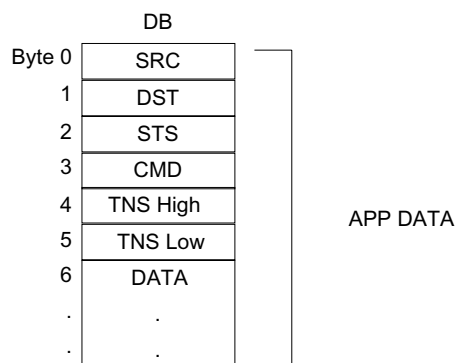 DB
Byte 0 SRC
1 DST
2 STS
3 CMD
4 TNS High
5 TNS Low
6 DATA
. .
. .
APP DATA